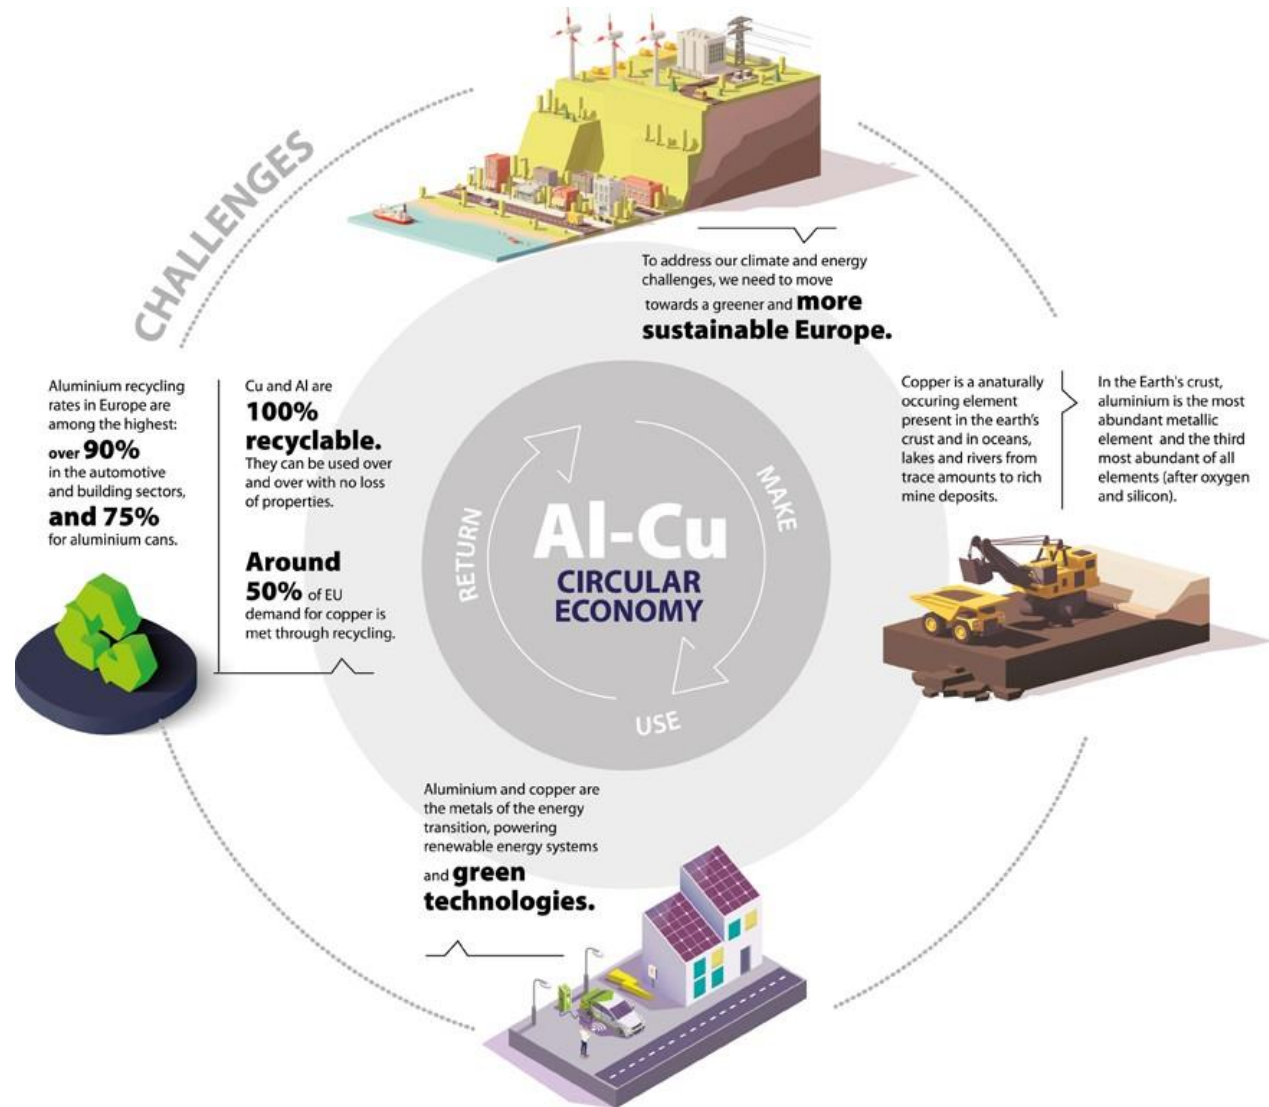 CHALLENGES
To address our climate and energy
challenges, we need to move
towards a greener and more
sustainable Europe.
Aluminium recycling
rates in Europe are
among the highest:
over 90%
in the automotive
and building sectors,
and 75%
for aluminium cans.
Cu and Al are
100%
recyclable.
They can be used over
and over with no loss
of properties.
Around
50% of EU
demand for copper is
met through recycling.
RETURN
MAKE
USE
Al-Cu
CIRCULAR
ECONOMY
Copper is a anaturally
occuring element
present in the earth's
crust and in oceans,
lakes and rivers from
trace amounts to rich
mine deposits.
In the Earth's crust,
aluminium is the most
abundant metallic
element and the third
most abundant of all
elements (after oxygen
and silicon).
Aluminium and copper are
the metals of the energy
transition, powering
renewable energy systems
and green
technologies.